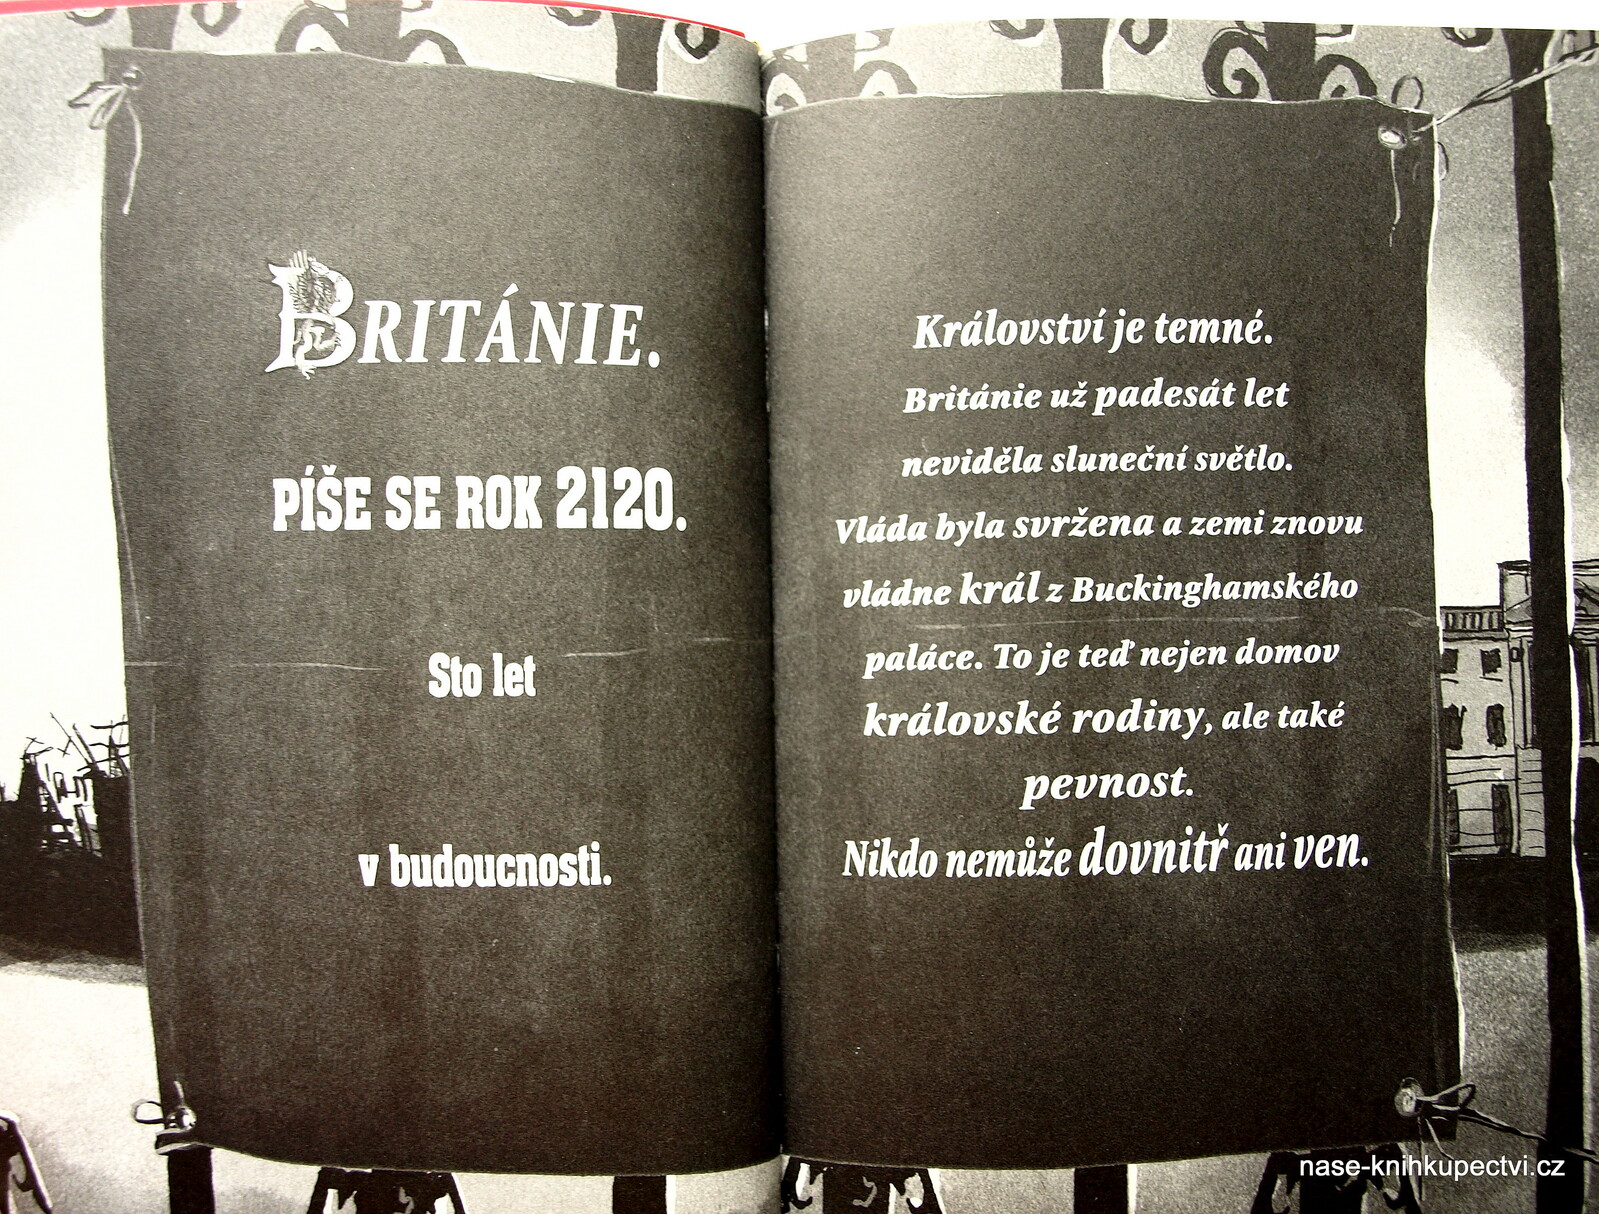 BRITÁNIE.
PÍŠE SE ROK 2120.
Sto let
v budoucnosti.
Království je temné.
Británie už padesát let
neviděla sluneční světlo.
Vláda byla svržena a zemi znovu
vládne král z Buckinghamského
paláce. To je teď nejen domov
královské rodiny, ale také
pevnost.
Nikdo nemůže dovnitř ani ven.
nase-knihkupectvi.cz